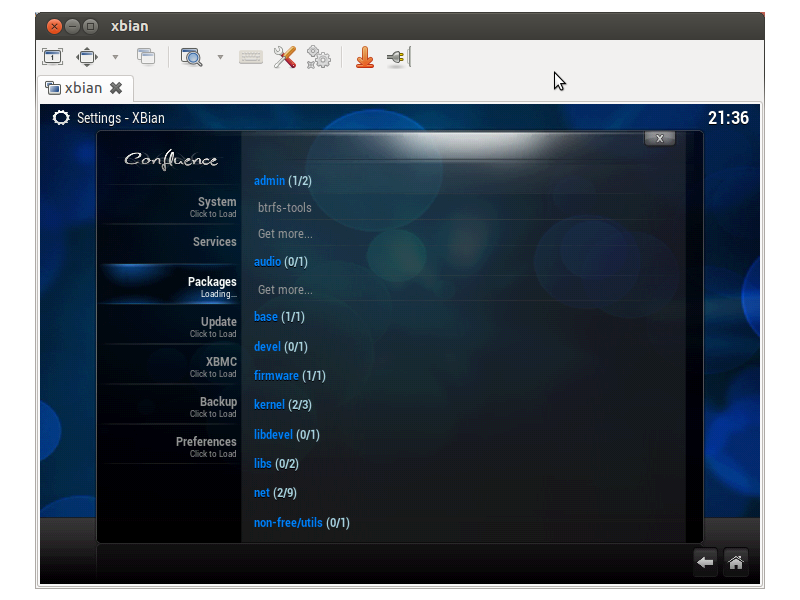 xbian
xbian
Settings - XBian
21:36
X
Confluence
System
Click to Load
Services
Packages
Loading...
Update
Click to Load
XBMC
Click to Load
Backup
Click to Load
Preferences
Click to Load
admin (1/2)
btrfs-tools
Get more...
audio (0/1)
Get more...
base (1/1)
devel (0/1)
firmware (1/1)
kernel (2/3)
libdevel (0/1)
libs (0/2)
net (2/9)
non-free/utils (0/1)